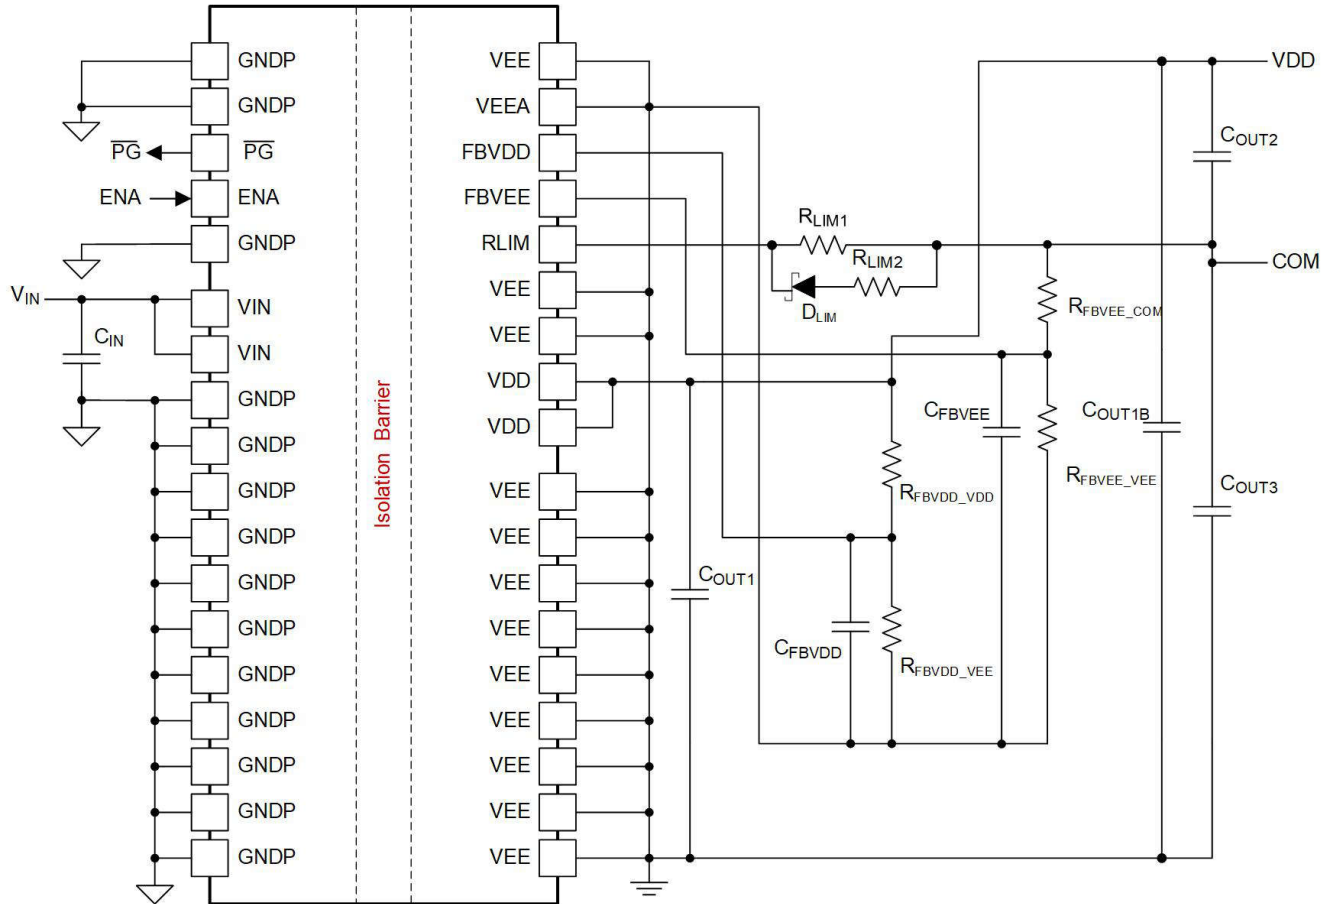 GNDP VEE VDD
GNDP VEEA
PG PG FBVDD COUT2
ENA ENA FBVEE RLIM1
GNDP RLIM RLIM2 COM
VIN VIN VEE DLIM RFBVEE_COM
CIN VIN VEE
GNDP VDD CFBVEE COUT1B
GNDP VDD
Isolation Barrier
GNDP VEE RFBVDD_VDD RFBVEE_VEE COUT3
GNDP VEE
GNDP VEE COUT1
GNDP VEE CFBVDD
GNDP VEE RFBVDD_VEE
GNDP VEE
GNDP VEE
GNDP VEE
GNDP VEE